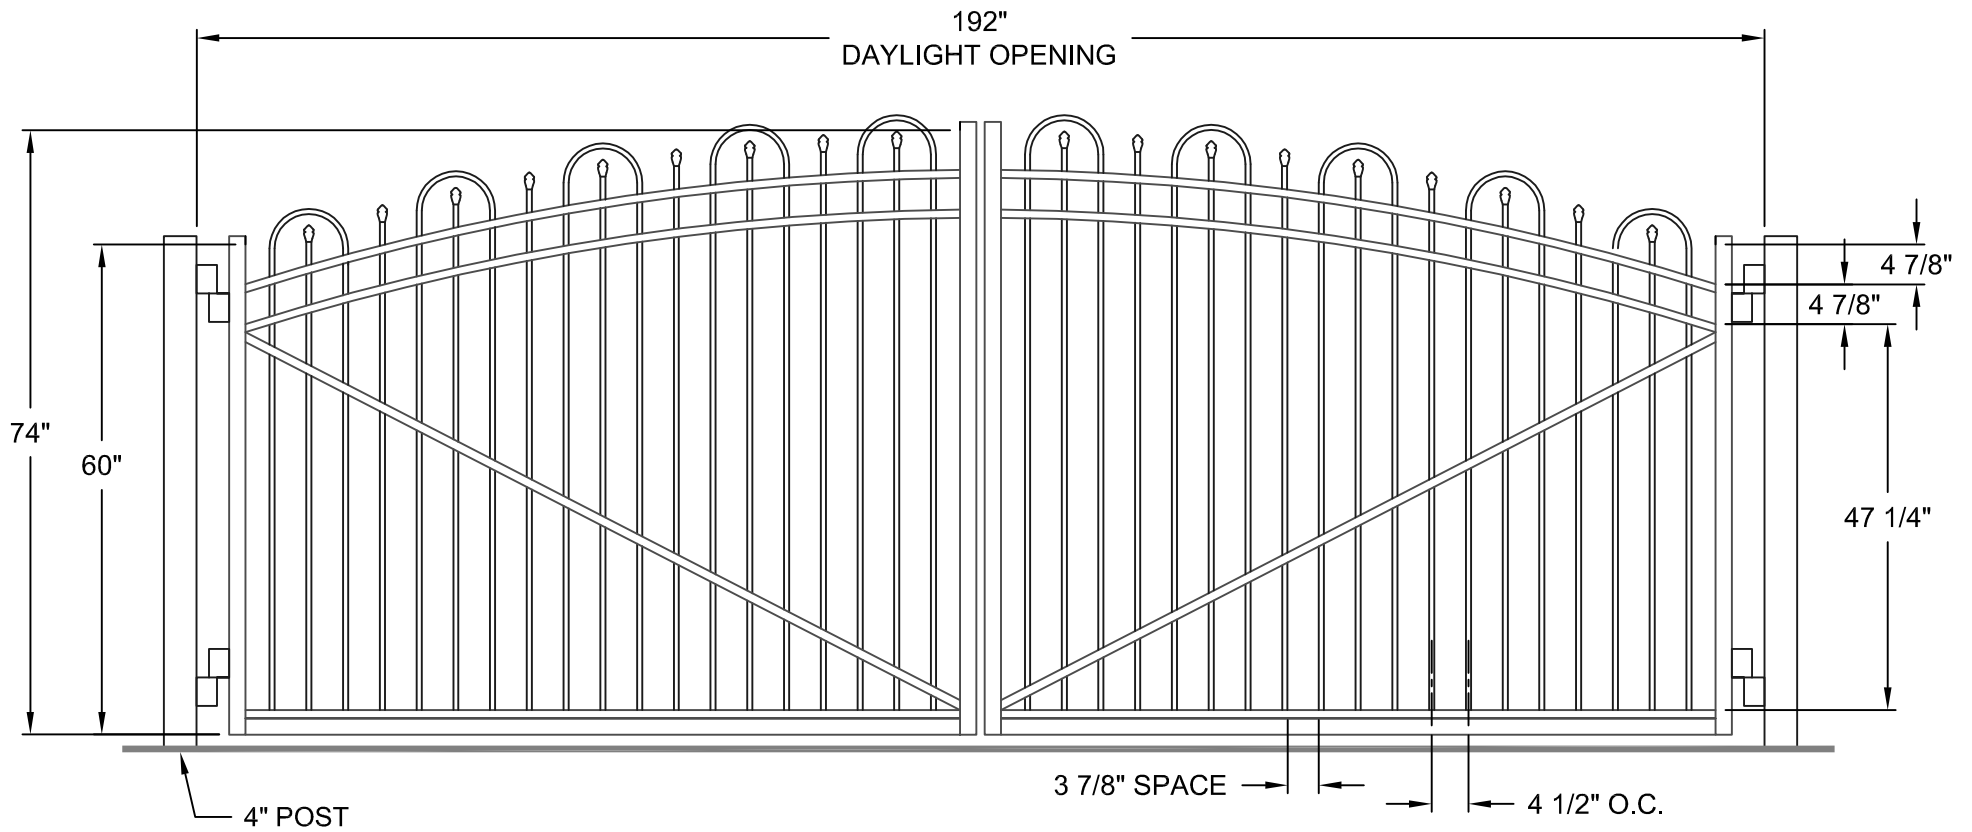 192"
DAYLIGHT OPENING
4 7/8"
4 7/8"
74"
60"
47 1/4"
3 7/8" SPACE
4 1/2" O.C.
4" POST